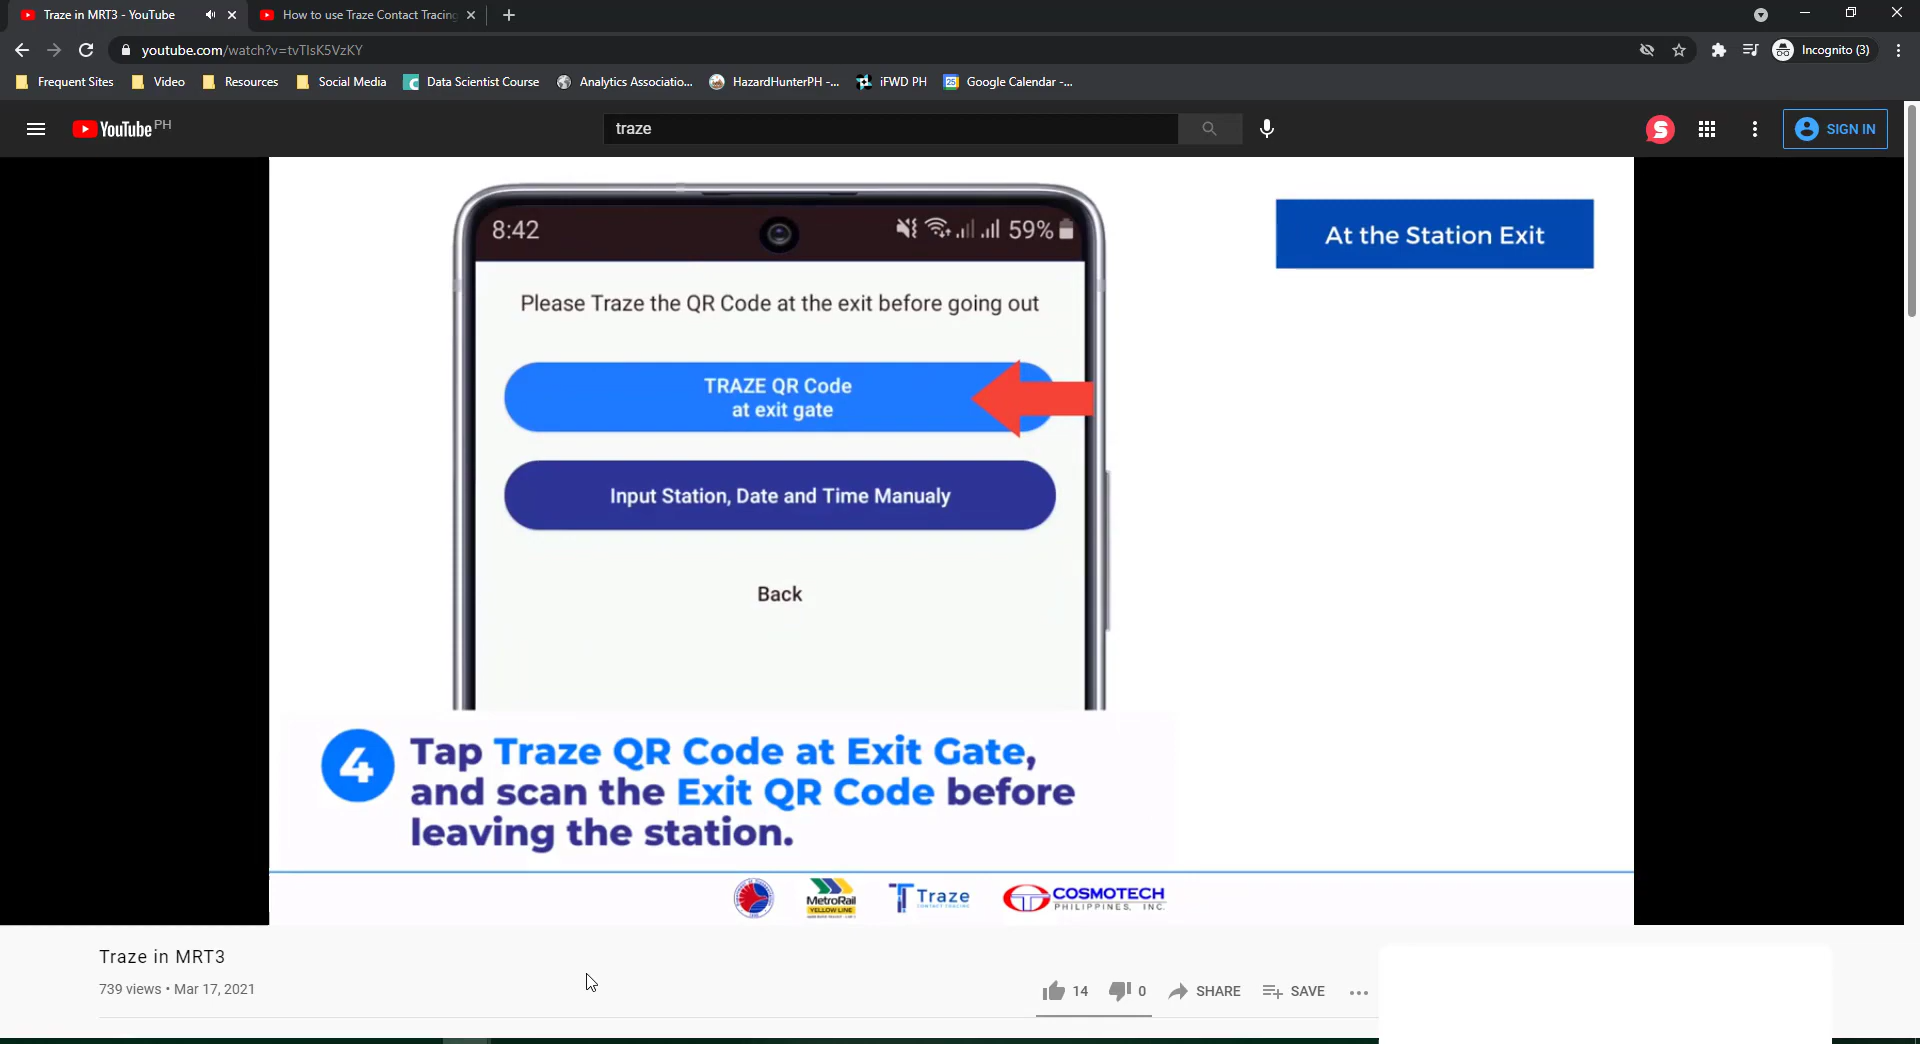 Traze in MRT3 - YouTube
How to use Traze Contact Tracing
youtube.com/watch?v=tvTIsK5VzKY
Incognito (3)
Frequent Sites
Video
Resources
Social Media
Data Scientist Course
Analytics Associatio...
HazardHunterPH -...
iFWD PH
Google Calendar -...
YouTube PH
traze
SIGN IN
8:42
59%
At the Station Exit
Please Traze the QR Code at the exit before going out
TRAZE QR Code
at exit gate
Input Station, Date and Time Manualy
Back
4
Tap Traze QR Code at Exit Gate,
and scan the Exit QR Code before
leaving the station.
MetroRail
YELLOW LINE
Traze
CONTACT TRACING
COSMOTECH
PHILIPPINES, INC.
Traze in MRT3
739 views • Mar 17, 2021
14
0
SHARE
SAVE